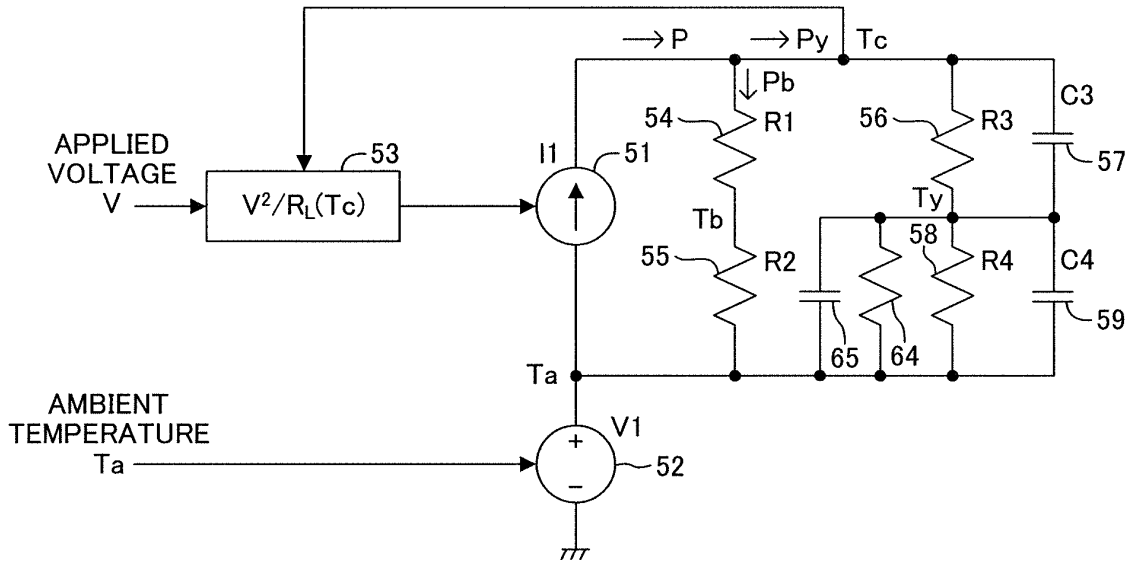 P
Py
Tc
Pb
C3
54
R1
56
R3
57
APPLIED
VOLTAGE
V
53
V²/R_L(Tc)
I1
51
Tb
Ty
55
R2
58
R4
C4
59
65
64
Ta
AMBIENT
TEMPERATURE
Ta
V1
+
−
52